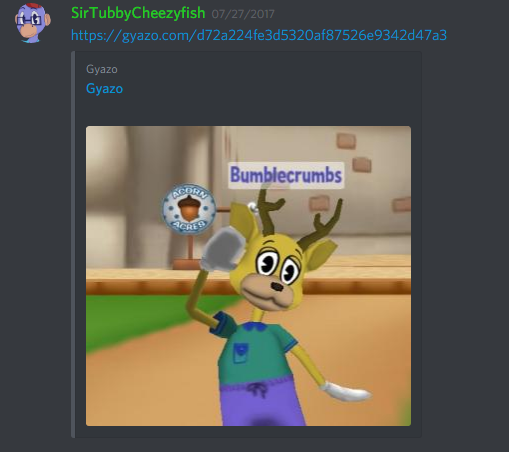 SirTubbyCheezyfish 07/27/2017
https://gyazo.com/d72a224fe3d5320af87526e9342d47a3
Gyazo
Gyazo
Bumblecrumbs
ACORN
ACRES